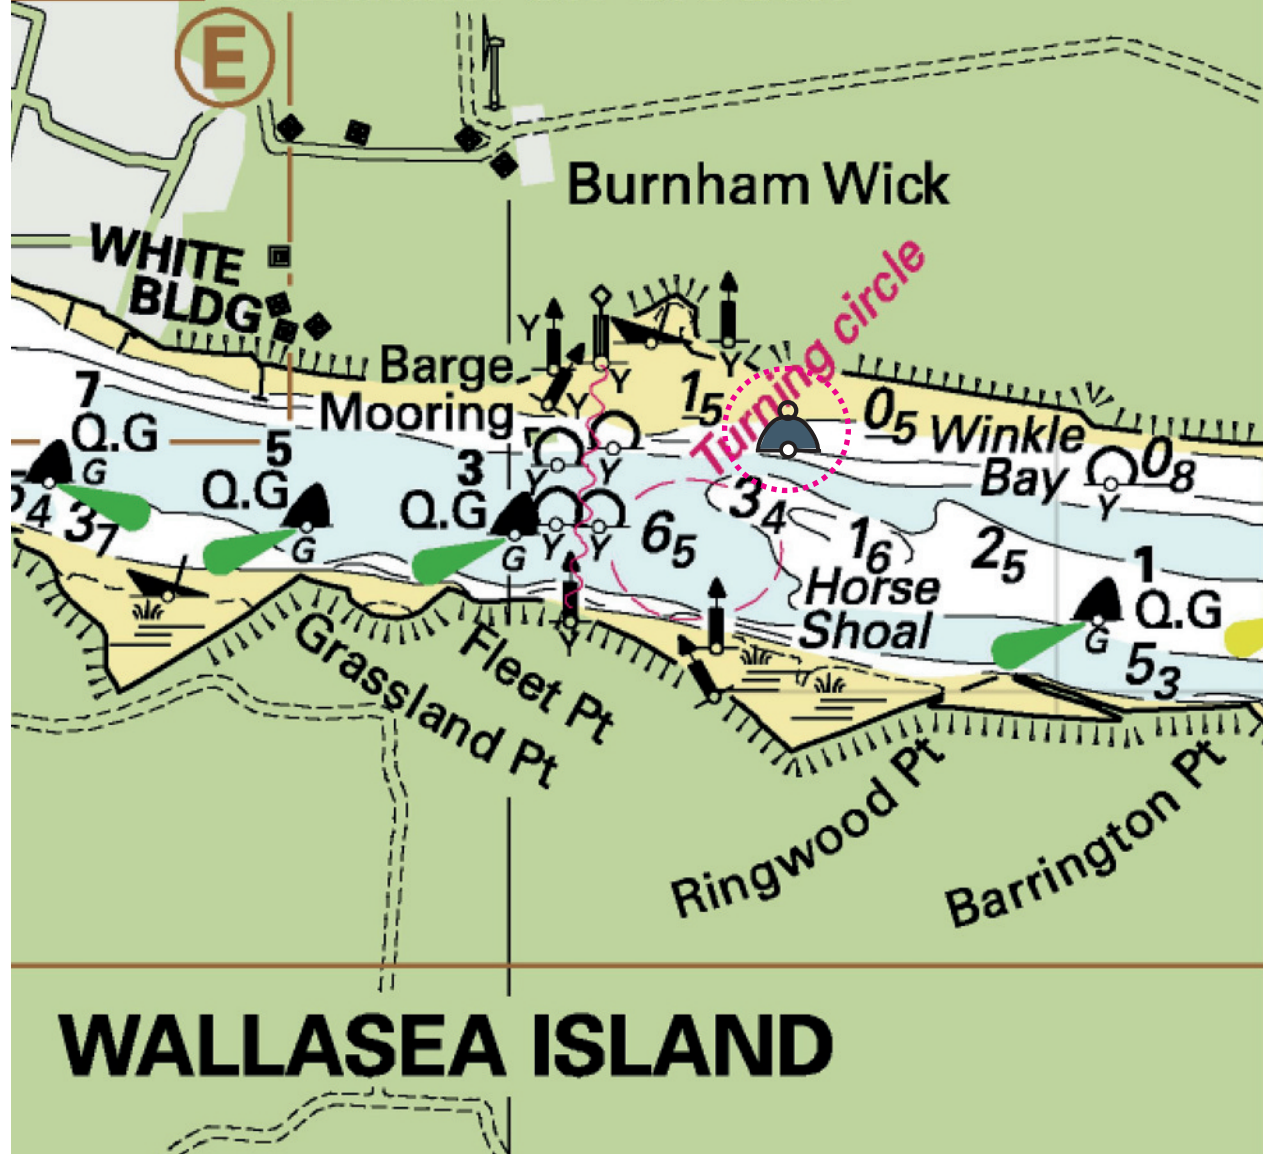 E
Burnham Wick
WHITE
BLDG
Turning circle
Y
Barge
Mooring
Y
Y
Y
1₅
0₅
Winkle
Bay
0₈
Y
7
Q.G
G
5
Q.G
G
3
Q.G
G
Y
Y
Y
Y
5₄
3₇
6₅
3₄
1₆
2₅
Horse
Shoal
1
Q.G
G
5₃
Y
Grassland Pt
Fleet Pt
Ringwood Pt
Barrington Pt
WALLASEA ISLAND